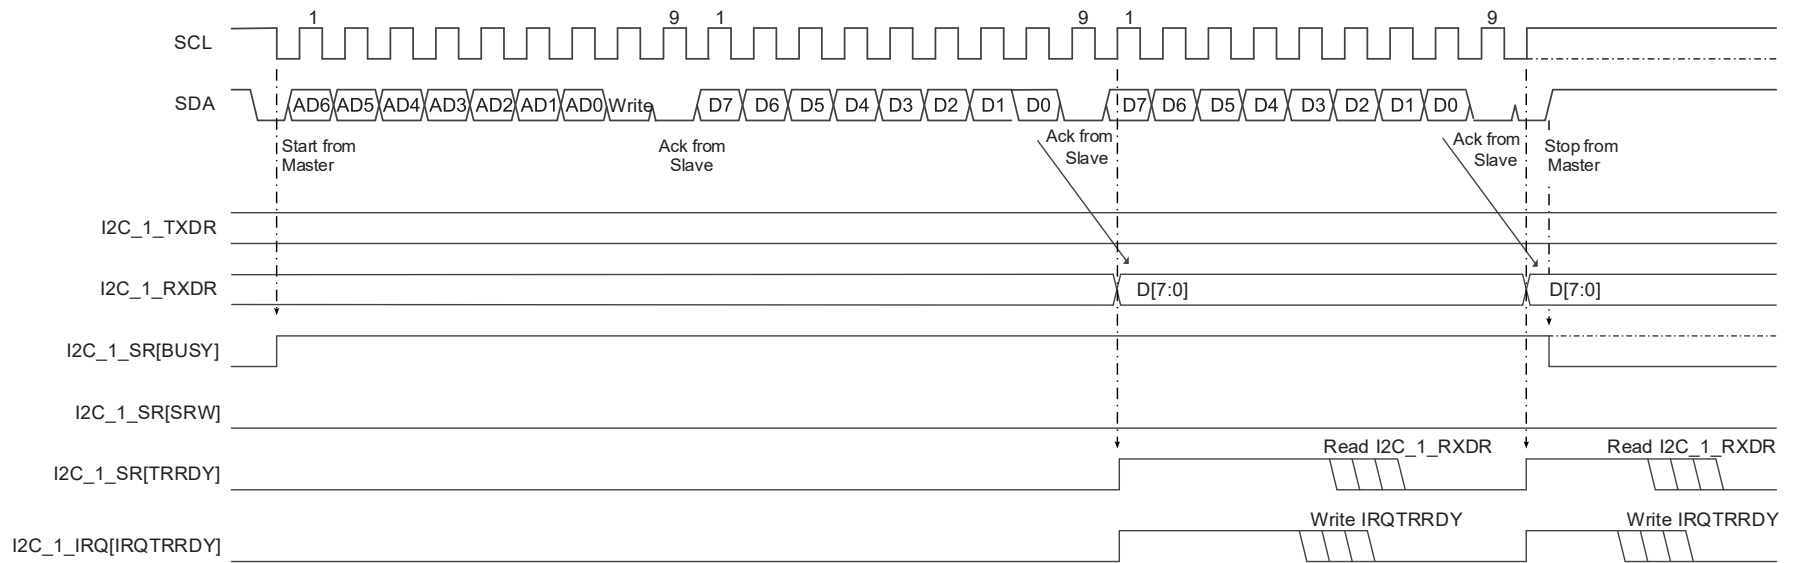 1 9 1 9 1 9
SCL
SDA AD6 AD5 AD4 AD3 AD2 AD1 AD0 Write D7 D6 D5 D4 D3 D2 D1 D0 D7 D6 D5 D4 D3 D2 D1 D0
Start from
Master
Ack from
Slave
Ack from
Slave
Ack from
Slave
Stop from
Master
I2C_1_TXDR
I2C_1_RXDR D[7:0] D[7:0]
I2C_1_SR[BUSY]
I2C_1_SR[SRW]
Read I2C_1_RXDR Read I2C_1_RXDR
I2C_1_SR[TRRDY]
Write IRQTRRDY Write IRQTRRDY
I2C_1_IRQ[IRQTRRDY]